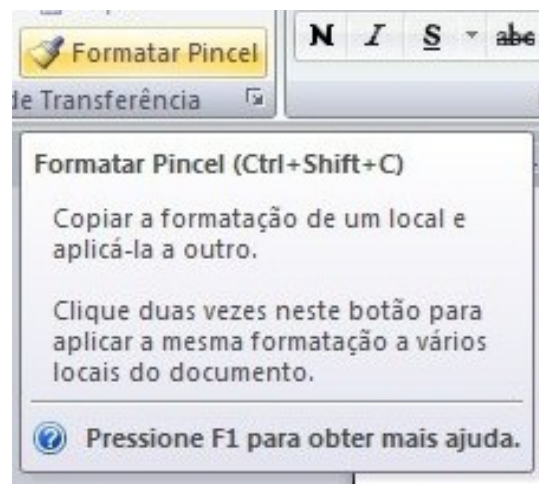 Formatar Pincel
N I S abc
de Transferência
Formatar Pincel (Ctrl+Shift+C)
Copiar a formatação de um local e
aplicá-la a outro.
Clique duas vezes neste botão para
aplicar a mesma formatação a vários
locais do documento.
Pressione F1 para obter mais ajuda.